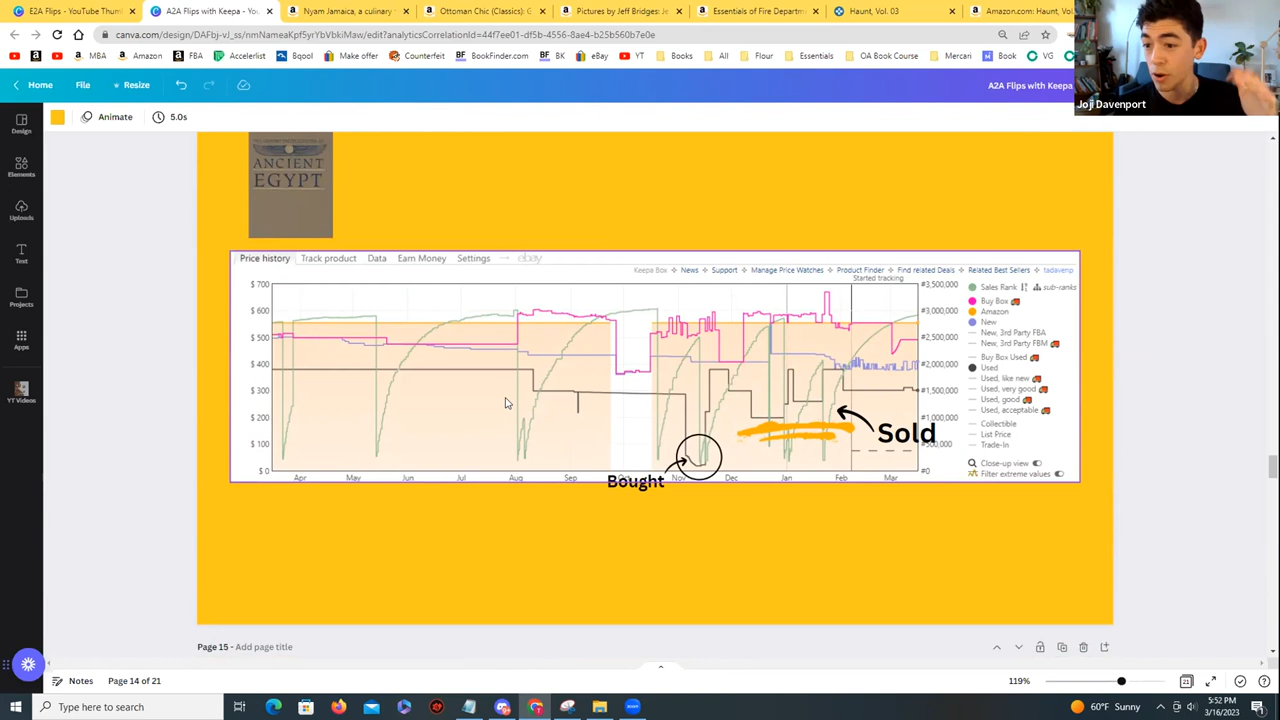 E2A Flips - YouTube Thum
A2A Flips with Keepa -
Nyam Jamaica, a culinary
Ottoman Chic (Classics): G
Pictures by Jeff Bridges: Je
Essentials of Fire Departm
Haunt, Vol. 03
Amazon.com: Haunt, Vol.
canva.com/design/DAFbj-vJ_ss/nmNameaKpf5yrYbVbkiMaw/edit?analyticsCorrelationId=44f7ee01-df5b-4556-8ae4-b25b560b7e0e
MBA
Amazon
FBA
Accelerlist
Bqool
Make offer
Counterfeit
BookFinder.com
BF
BK
eBay
YT
Books
All
Flour
Essentials
OA Book Course
Mercari
Book
VG
Joji Davenport
Home
File
Resize
A2A Flips with Keepa
Animate
5.0s
Design
Elements
Uploads
Text
Projects
Apps
YT Videos
ANCIENT
EGYPT
Price history
Track product
Data
Earn Money
Settings
ebay
Keepa Box
News
Support
Manage Price Watches
Product Finder
Find related Deals
Related Best Sellers
tadavenp
Started tracking
$ 700
$ 600
$ 500
$ 400
$ 300
$ 200
$ 100
$ 0
#3,500,000
#3,000,000
#2,500,000
#2,000,000
#1,500,000
#1,000,000
#0
Apr
May
Jun
Jul
Aug
Sep
Nov
Dec
Jan
Feb
Mar
Sales Rank
sub-ranks
Buy Box
Amazon
New
New, 3rd Party FBA
New, 3rd Party FBM
Buy Box Used
Used
Used, like new
Used, very good
Used, good
Used, acceptable
Collectible
List Price
Trade-In
Close-up view
Filter extreme values
Bought
Sold
Page 15 - Add page title
Notes
Page 14 of 21
119%
21
Type here to search
60°F Sunny
5:52 PM
3/16/2023